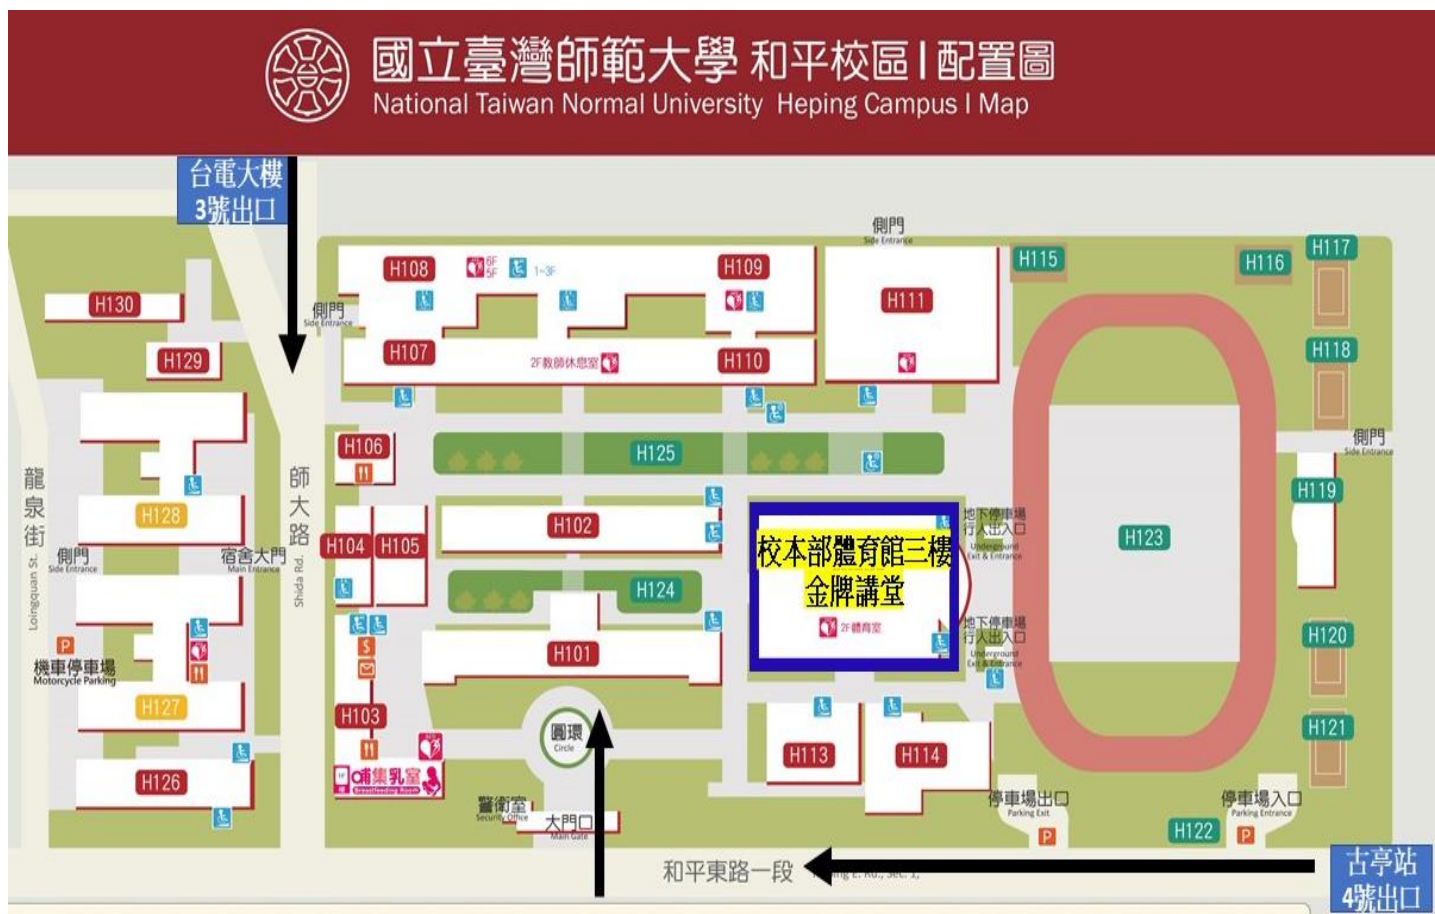 國立臺灣師範大學 和平校區 I 配置圖
National Taiwan Normal University Heping Campus I Map
台電大樓
3號出口
側門
Side Entrance
H108
6F
5F
1~3F
H109
H111
H115
H116
H117
H130
側門
Side Entrance
H129
H107
2F教師休息室
H110
H118
H106
H125
側門
Side Entrance
龍泉街
Loingquan St.
師大路
Shida Rd.
H128
H102
H119
側門
Side Entrance
宿舍大門
Main Entrance
H104
H105
校本部體育館三樓
金牌講堂
2F體育室
地下停車場
行人出入口
Underground
Exit & Entrance
H123
H124
地下停車場
行人出入口
Underground
Exit & Entrance
H101
H120
P
機車停車場
Motorcycle Parking
H127
H103
圓環
Circle
H113
H114
H121
H126
哺集乳室
Breastfeeding Room
警衛室
Security Office
大門口
Main Gate
停車場出口
Parking Exit
P
H122
停車場入口
Parking Entrance
P
和平東路一段
E. Rd., Sec. 1,
古亭站
4號出口